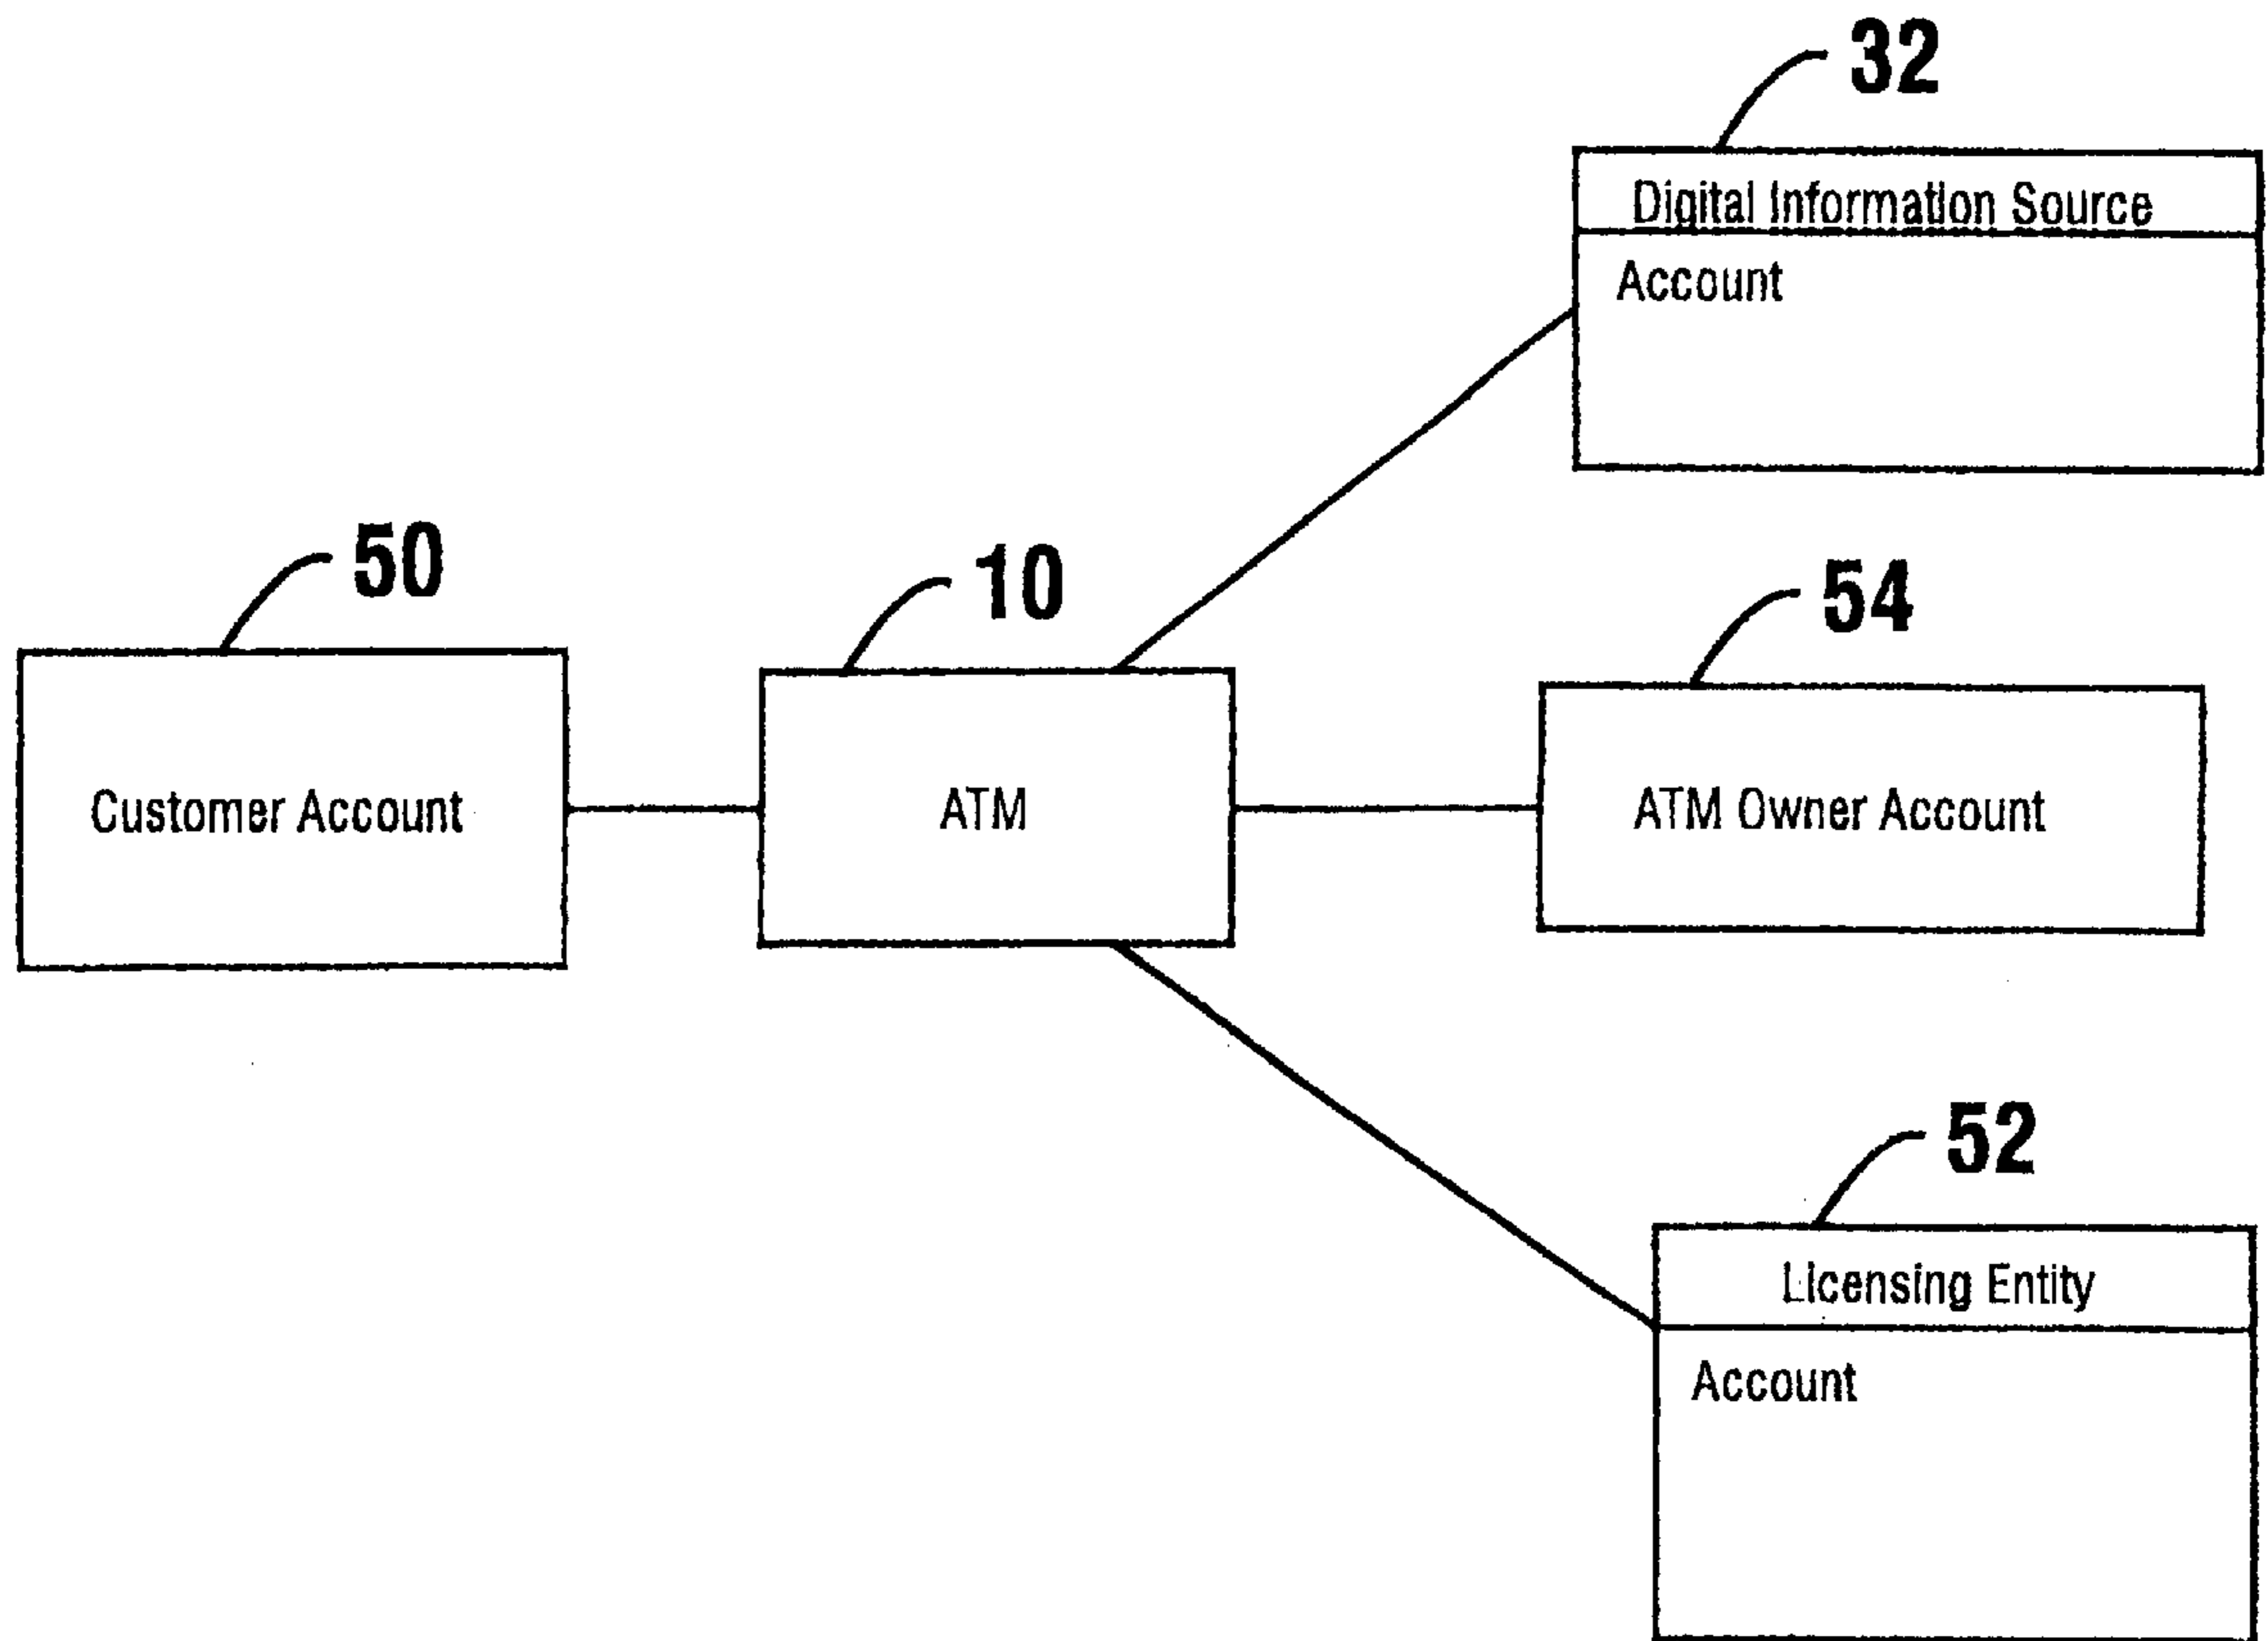 32
Digital Information Source
Account
50
10
54
Customer Account
ATM
ATM Owner Account
52
Licensing Entity
Account